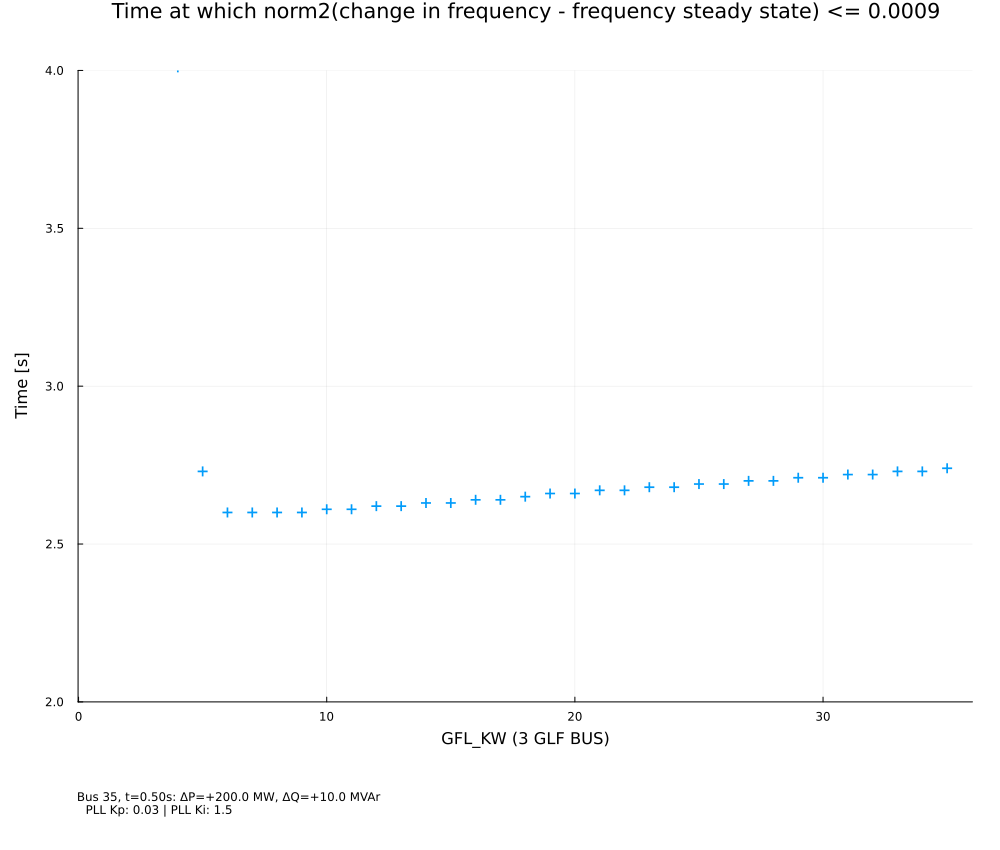 Time at which norm2(change in frequency - frequency steady state) <= 0.0009
4.0
3.5
Time [s]
3.0
2.5
2.0
0 10 20 30
GFL_KW (3 GLF BUS)
Bus 35, t=0.50s: ΔP=+200.0 MW, ΔQ=+10.0 MVAr
PLL Kp: 0.03 | PLL Ki: 1.5